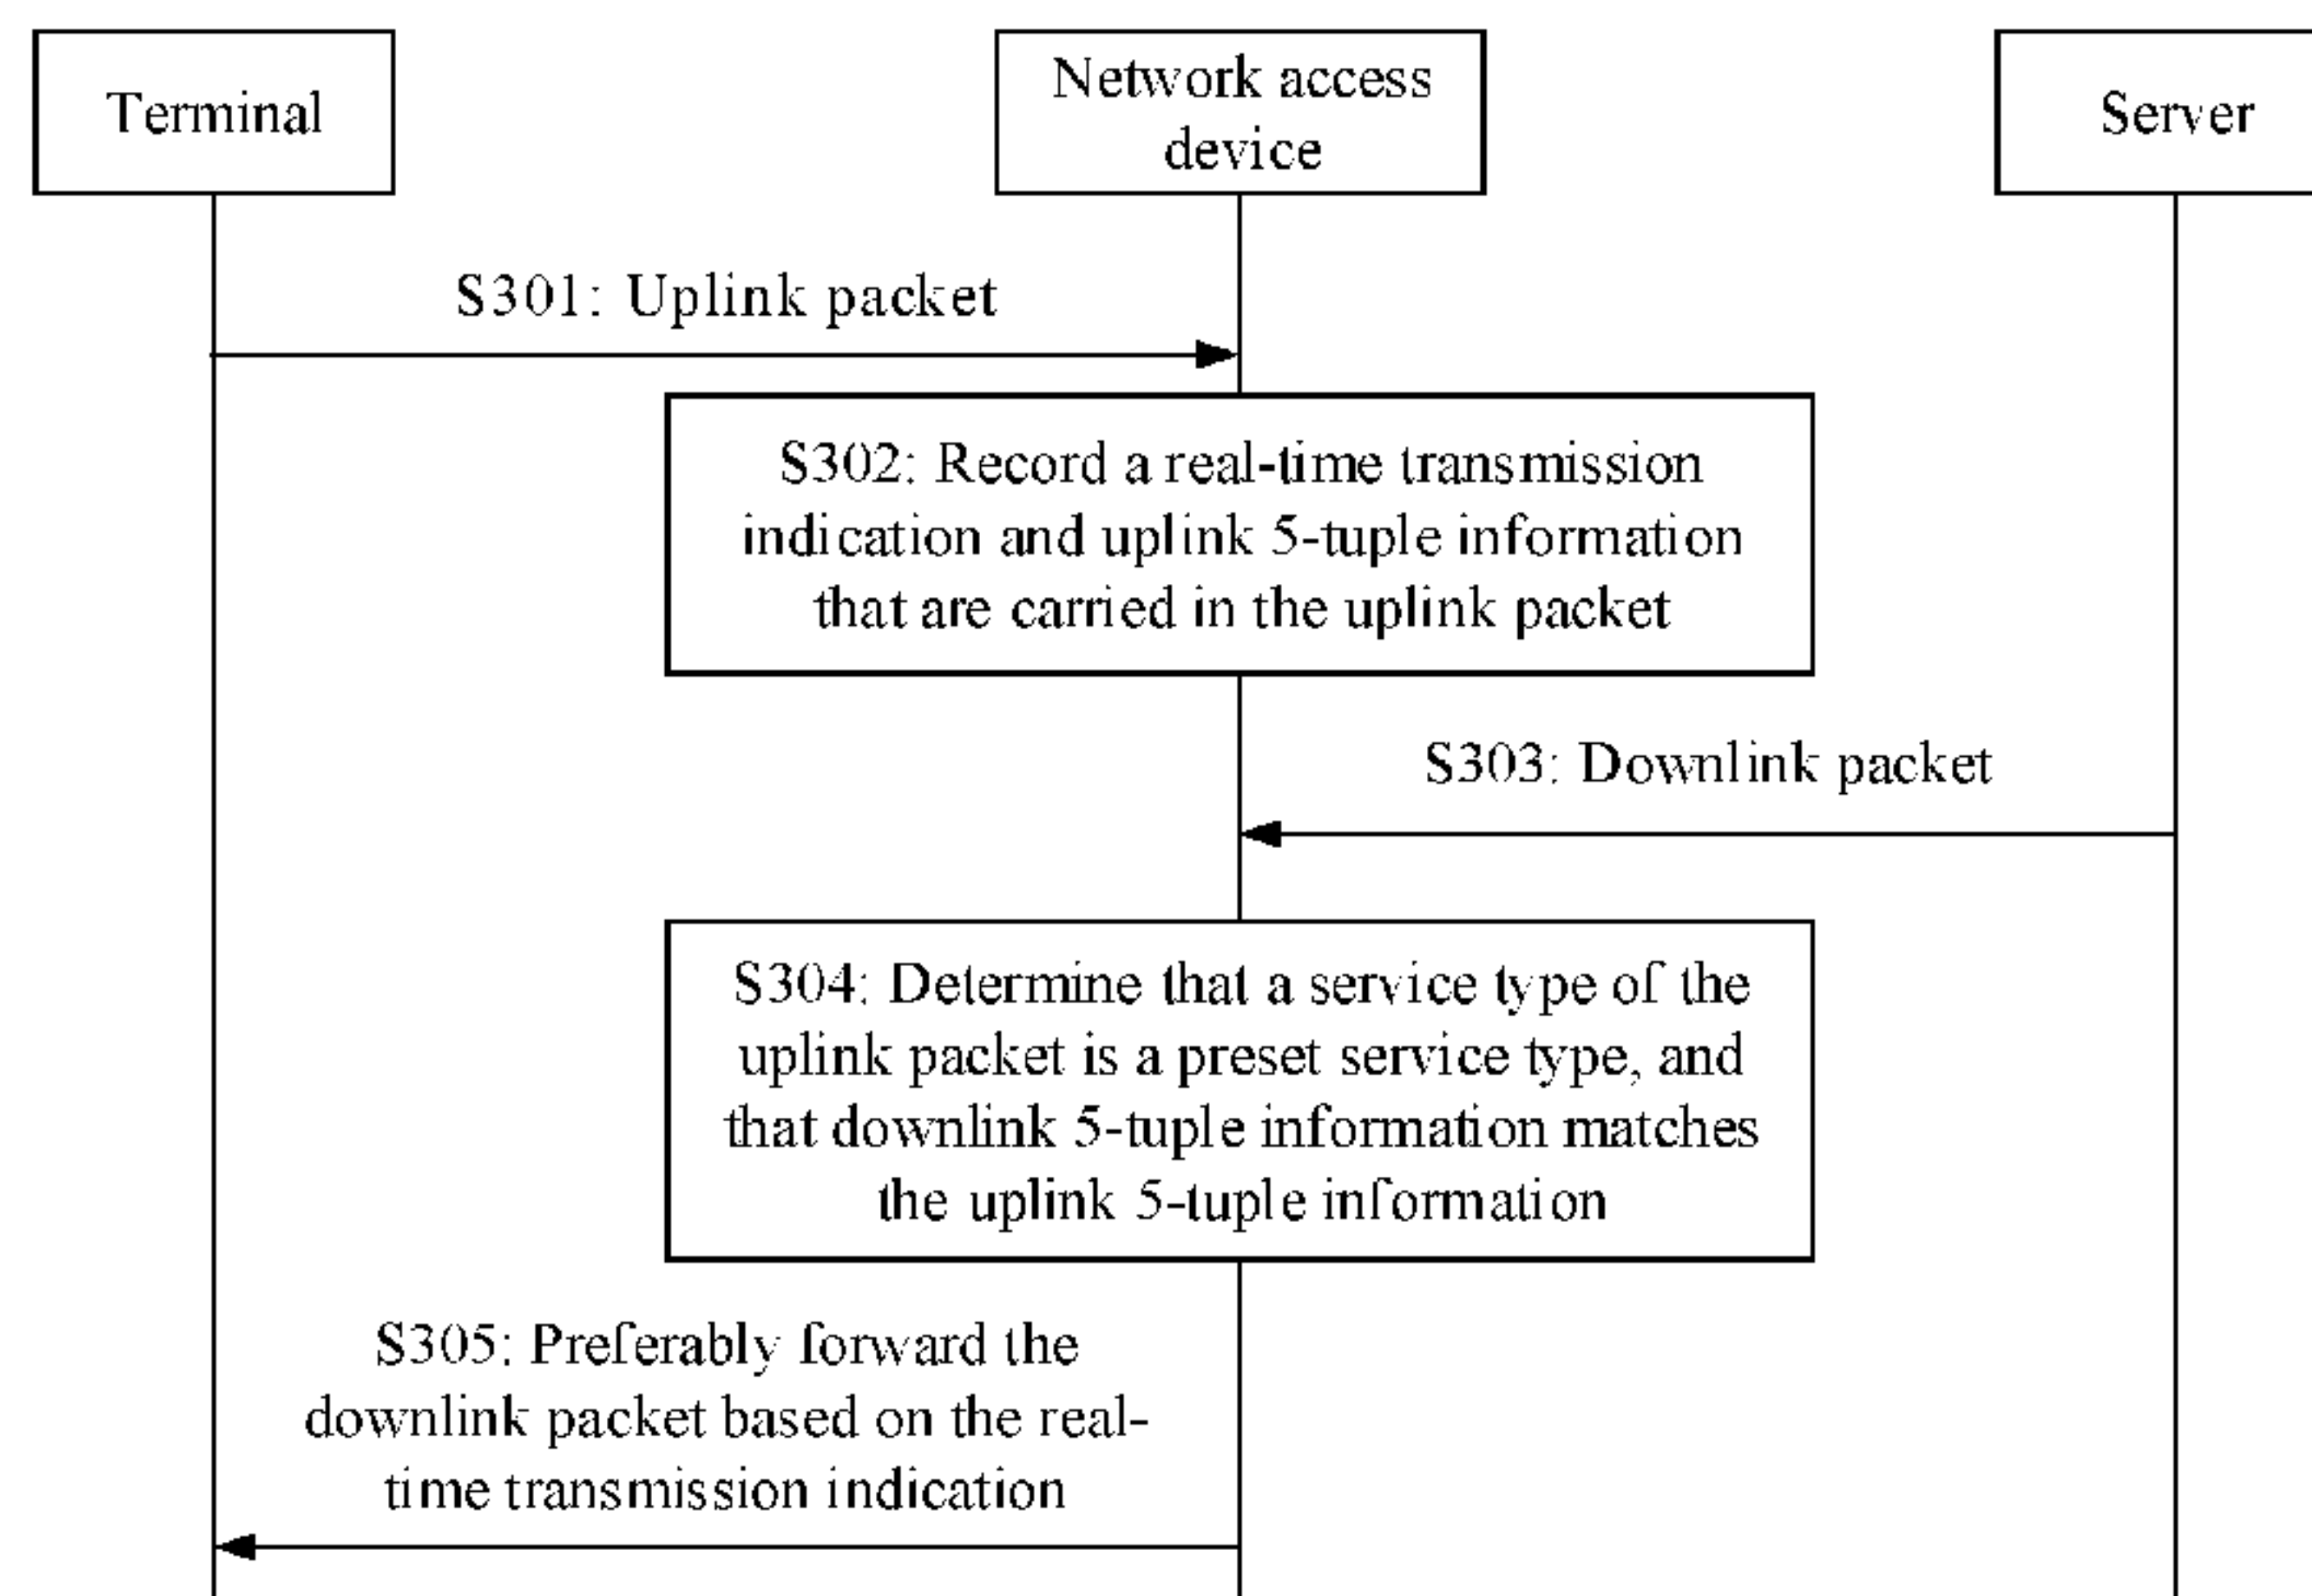 Terminal
Network access
device
Server
S301: Uplink packet
S302: Record a real-time transmission
indication and uplink 5-tuple information
that are carried in the uplink packet
S303: Downlink packet
S304: Determine that a service type of the
uplink packet is a preset service type, and
that downlink 5-tuple information matches
the uplink 5-tuple information
S305: Preferably forward the
downlink packet based on the real-
time transmission indication